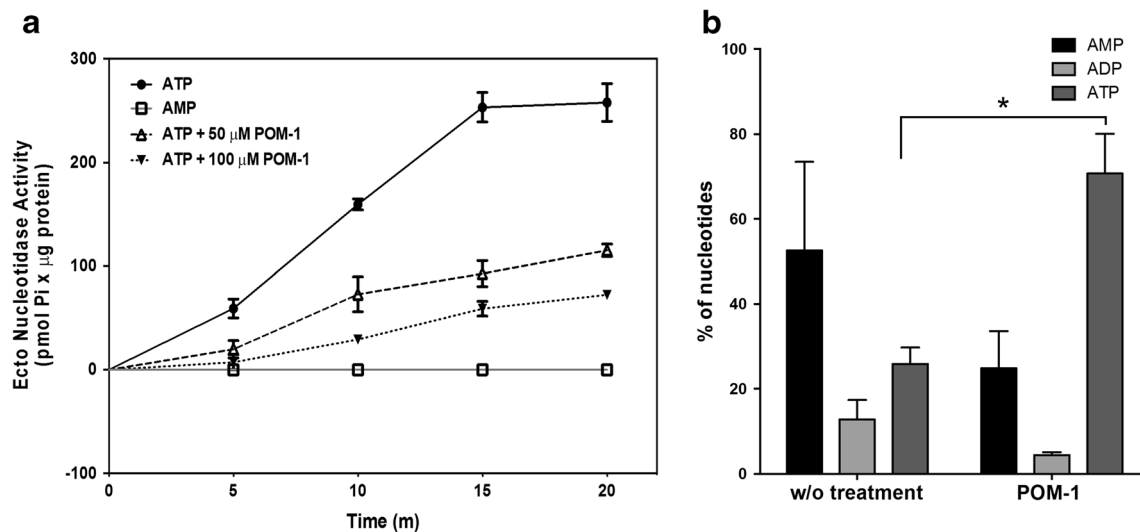 a
300
200
100
0
-100
Ecto Nucleotidase Activity
(pmol Pi x μg protein)
ATP
AMP
ATP + 50 μM POM-1
ATP + 100 μM POM-1
0 5 10 15 20
Time (m)
b
100
80
60
40
20
0
% of nucleotides
AMP
ADP
ATP
*
w/o treatment POM-1